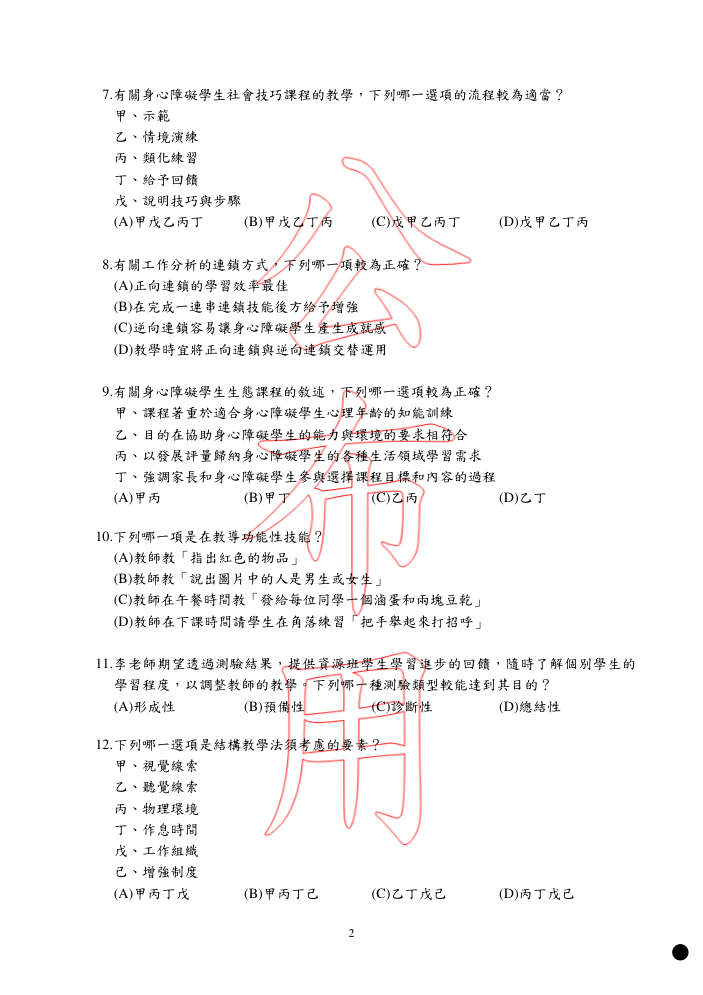 7.有關身心障礙學生社會技巧課程的教學，下列哪一選項的流程較為適當？
甲、示範
乙、情境演練
丙、類化練習
丁、給予回饋
戊、說明技巧與步驟
(A)甲戊乙丙丁 (B)甲戊乙丁丙 (C)戊甲乙丙丁 (D)戊甲乙丁丙
8.有關工作分析的連鎖方式，下列哪一項較為正確？
(A)正向連鎖的學習效率最佳
(B)在完成一連串連鎖技能後方給予增強
(C)逆向連鎖容易讓身心障礙學生產生成就感
(D)教學時宜將正向連鎖與逆向連鎖交替運用
9.有關身心障礙學生生態課程的敘述，下列哪一選項較為正確？
甲、課程著重於適合身心障礙學生心理年齡的知能訓練
乙、目的在協助身心障礙學生的能力與環境的要求相符合
丙、以發展評量歸納身心障礙學生的各種生活領域學習需求
丁、強調家長和身心障礙學生參與選擇課程目標和內容的過程
(A)甲丙 (B)甲丁 (C)乙丙 (D)乙丁
10.下列哪一項是在教導功能性技能？
(A)教師教「指出紅色的物品」
(B)教師教「說出圖片中的人是男生或女生」
(C)教師在午餐時間教「發給每位同學一個滷蛋和兩塊豆乾」
(D)教師在下課時間請學生在角落練習「把手舉起來打招呼」
11.李老師期望透過測驗結果，提供資源班學生學習進步的回饋，隨時了解個別學生的
學習程度，以調整教師的教學。下列哪一種測驗類型較能達到其目的？
(A)形成性 (B)預備性 (C)診斷性 (D)總結性
12.下列哪一選項是結構教學法須考慮的要素？
甲、視覺線索
乙、聽覺線索
丙、物理環境
丁、作息時間
戊、工作組織
己、增強制度
(A)甲丙丁戊 (B)甲丙丁己 (C)乙丁戊己 (D)丙丁戊己
2
公布用